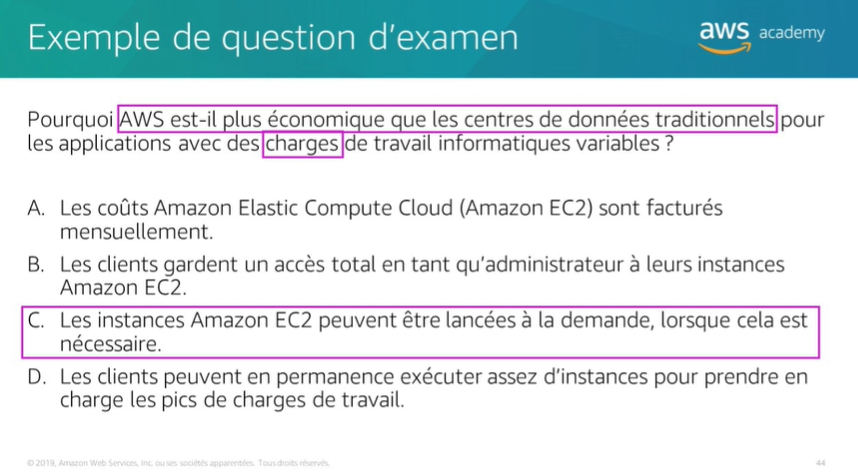 Exemple de question d'examen
aws academy
Pourquoi AWS est-il plus économique que les centres de données traditionnels pour
les applications avec des charges de travail informatiques variables ?
A. Les coûts Amazon Elastic Compute Cloud (Amazon EC2) sont facturés
mensuellement.
B. Les clients gardent un accès total en tant qu'administrateur à leurs instances
Amazon EC2.
C. Les instances Amazon EC2 peuvent être lancées à la demande, lorsque cela est
nécessaire.
D. Les clients peuvent en permanence exécuter assez d'instances pour prendre en
charge les pics de charges de travail.
© 2019, Amazon Web Services, Inc. ou ses sociétés apparentées. Tous droits réservés.
44